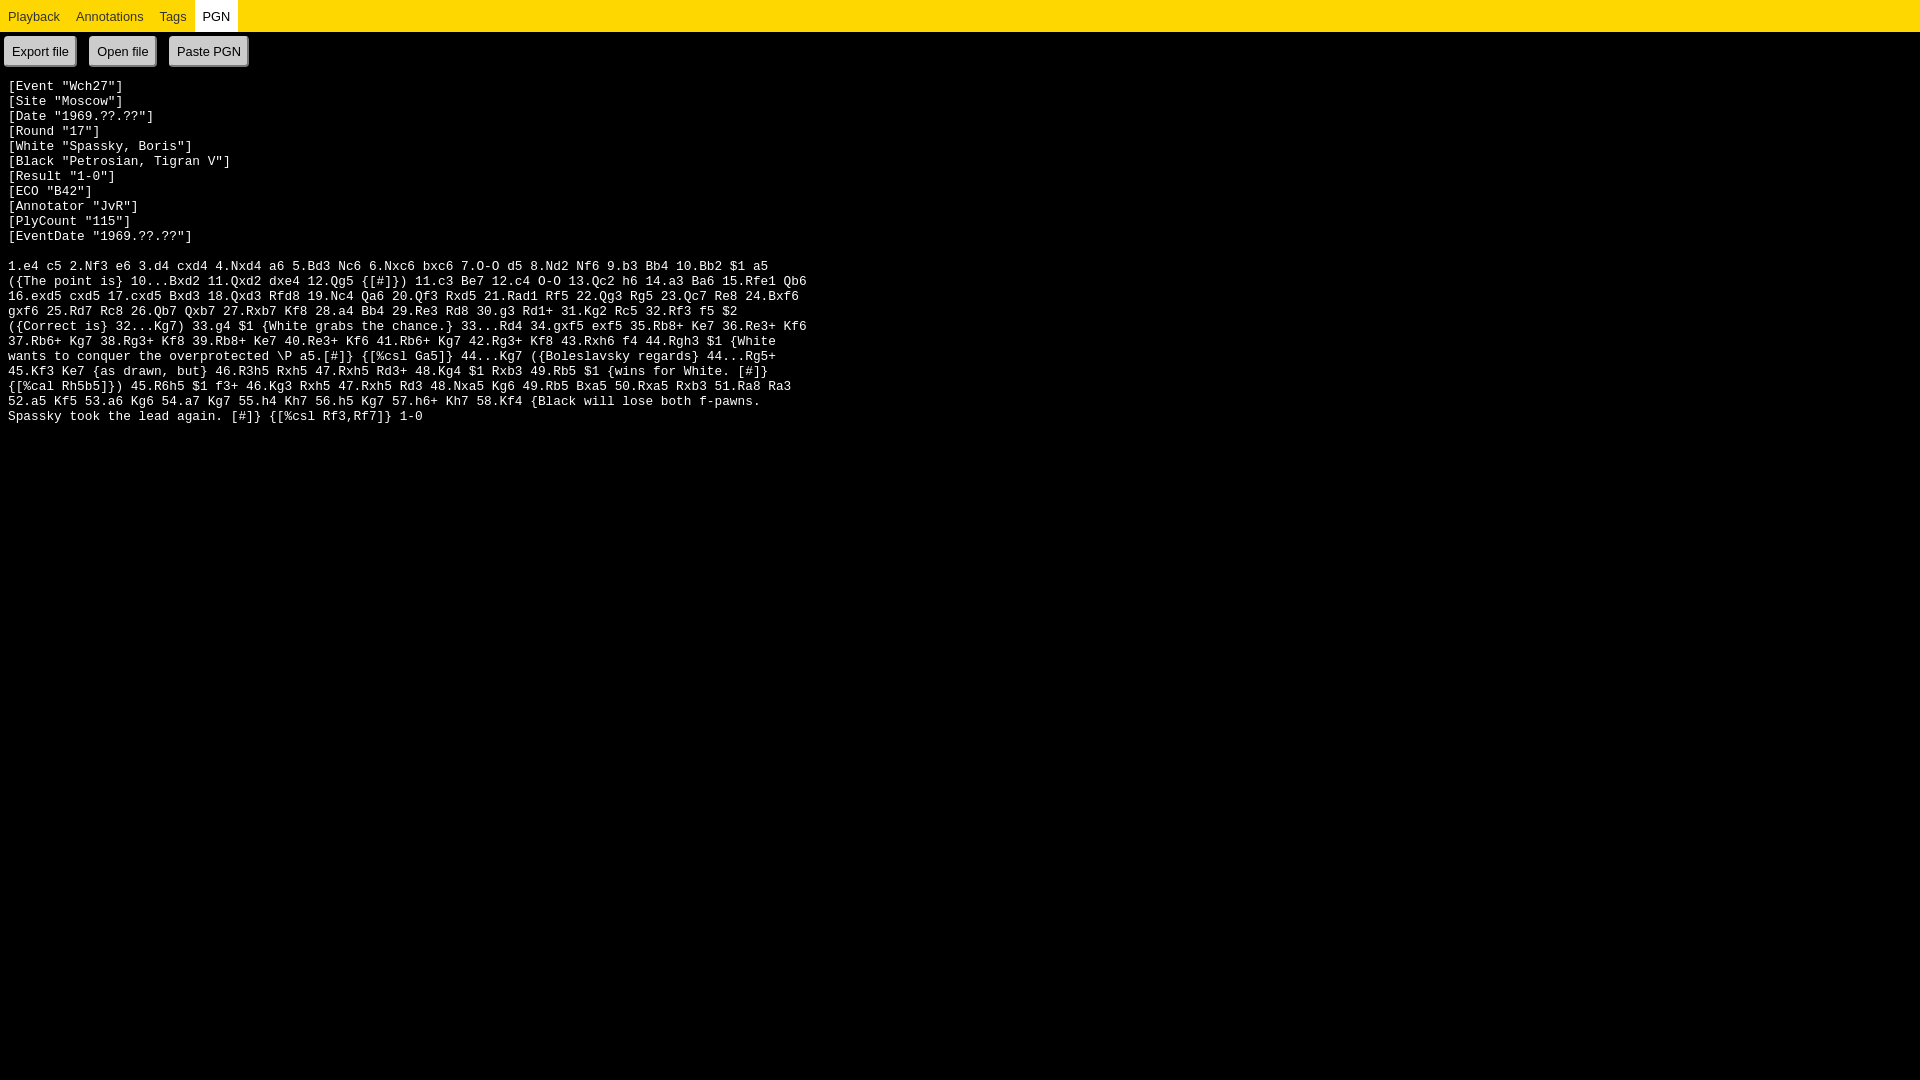 Playback Annotations Tags PGN
Export file Open file Paste PGN
[Event "Wch27"]
[Site "Moscow"]
[Date "1969.??.??"]
[Round "17"]
[White "Spassky, Boris"]
[Black "Petrosian, Tigran V"]
[Result "1-0"]
[ECO "B42"]
[Annotator "JvR"]
[PlyCount "115"]
[EventDate "1969.??.??"]
1.e4 c5 2.Nf3 e6 3.d4 cxd4 4.Nxd4 a6 5.Bd3 Nc6 6.Nxc6 bxc6 7.O-O d5 8.Nd2 Nf6 9.b3 Bb4 10.Bb2 $1 a5
({The point is} 10...Bxd2 11.Qxd2 dxe4 12.Qg5 {[#]}) 11.c3 Be7 12.c4 O-O 13.Qc2 h6 14.a3 Ba6 15.Rfe1 Qb6
16.exd5 cxd5 17.cxd5 Bxd3 18.Qxd3 Rfd8 19.Nc4 Qa6 20.Qf3 Rxd5 21.Rad1 Rf5 22.Qg3 Rg5 23.Qc7 Re8 24.Bxf6
gxf6 25.Rd7 Rc8 26.Qb7 Qxb7 27.Rxb7 Kf8 28.a4 Bb4 29.Re3 Rd8 30.g3 Rd1+ 31.Kg2 Rc5 32.Rf3 f5 $2
({Correct is} 32...Kg7) 33.g4 $1 {White grabs the chance.} 33...Rd4 34.gxf5 exf5 35.Rb8+ Ke7 36.Re3+ Kf6
37.Rb6+ Kg7 38.Rg3+ Kf8 39.Rb8+ Ke7 40.Re3+ Kf6 41.Rb6+ Kg7 42.Rg3+ Kf8 43.Rxh6 f4 44.Rgh3 $1 {White
wants to conquer the overprotected \P a5.[#]} {[%csl Ga5]} 44...Kg7 ({Boleslavsky regards} 44...Rg5+
45.Kf3 Ke7 {as drawn, but} 46.R3h5 Rxh5 47.Rxh5 Rd3+ 48.Kg4 $1 Rxb3 49.Rb5 $1 {wins for White. [#]}
{[%cal Rh5b5]}) 45.R6h5 $1 f3+ 46.Kg3 Rxh5 47.Rxh5 Rd3 48.Nxa5 Kg6 49.Rb5 Bxa5 50.Rxa5 Rxb3 51.Ra8 Ra3
52.a5 Kf5 53.a6 Kg6 54.a7 Kg7 55.h4 Kh7 56.h5 Kg7 57.h6+ Kh7 58.Kf4 {Black will lose both f-pawns.
Spassky took the lead again. [#]} {[%csl Rf3,Rf7]} 1-0